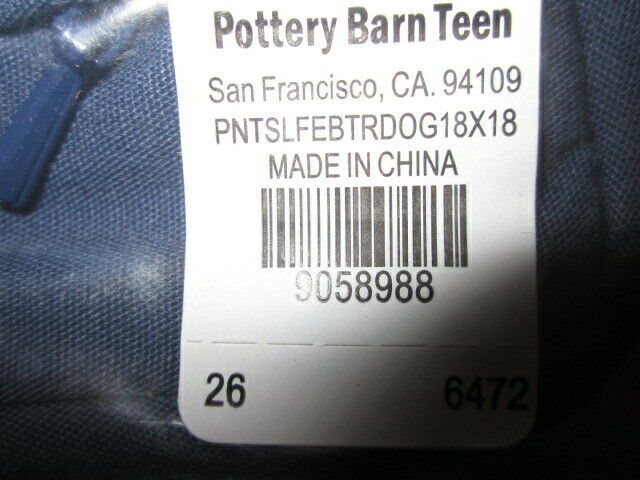 Pottery Barn Teen
San Francisco, CA. 94109
PNTSLFEBTRDOG18X18
MADE IN CHINA
9058988
26 6472